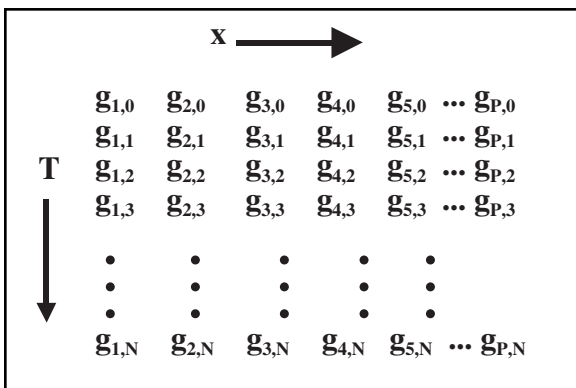 x
g1,0 g2,0 g3,0 g4,0 g5,0 ... gP,0
g1,1 g2,1 g3,1 g4,1 g5,1 ... gP,1
T g1,2 g2,2 g3,2 g4,2 g5,2 ... gP,2
g1,3 g2,3 g3,3 g4,3 g5,3 ... gP,3
g1,N g2,N g3,N g4,N g5,N ... gP,N